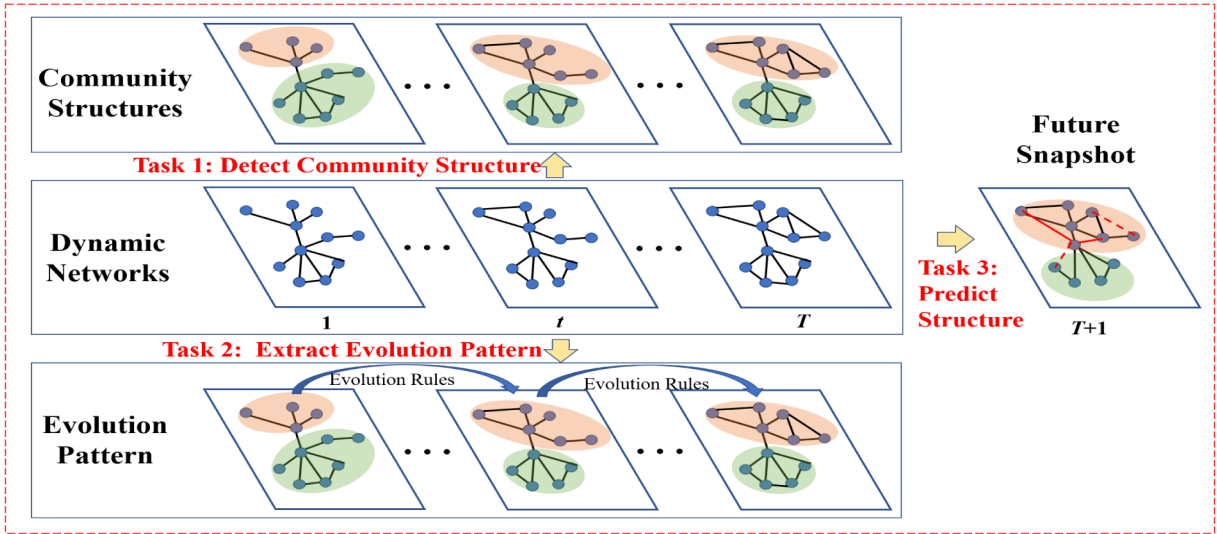 Community
Structures
Task 1: Detect Community Structure
Dynamic
Networks
1
t
T
Task 2: Extract Evolution Pattern
Evolution Rules
Evolution Rules
Evolution
Pattern
Future
Snapshot
Task 3:
Predict
Structure
T+1